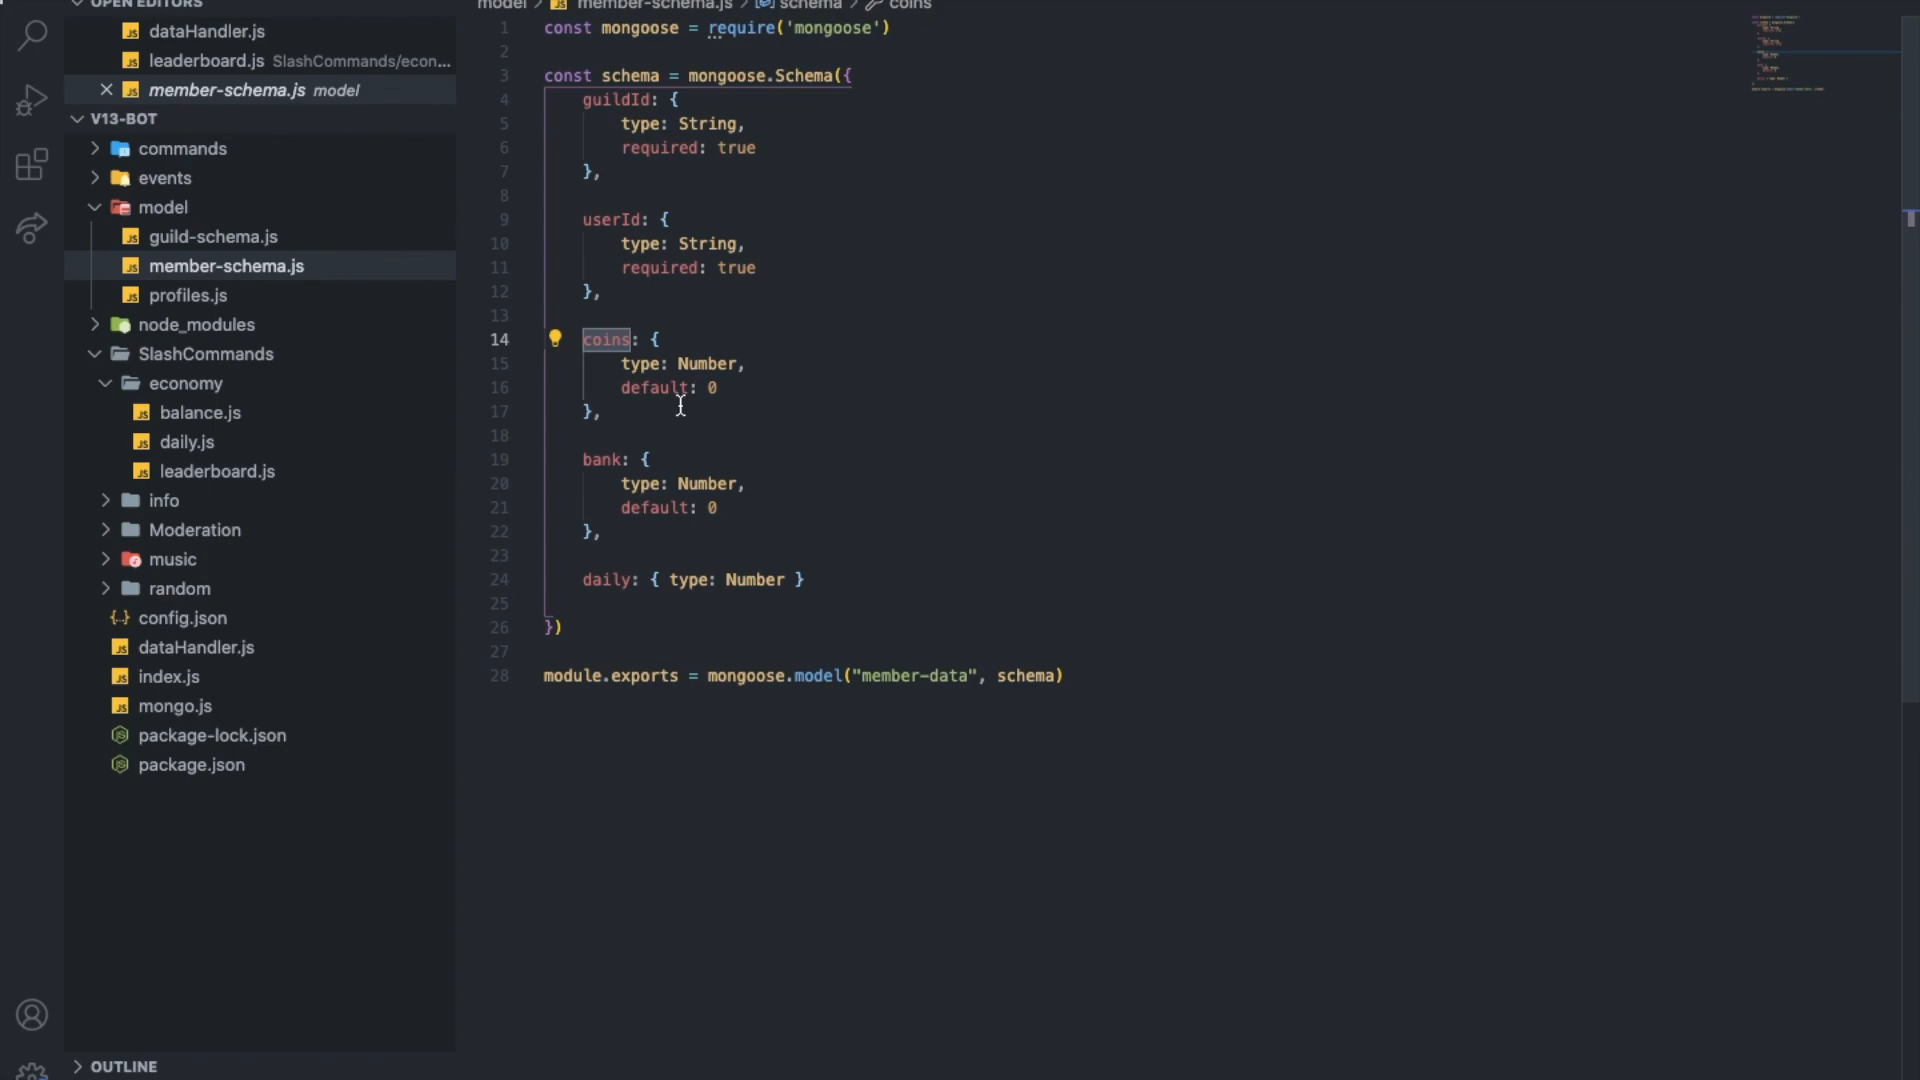 OPEN EDITORS
dataHandler.js
leaderboard.js SlashCommands/econ...
member-schema.js model
V13-BOT
commands
events
model
guild-schema.js
member-schema.js
profiles.js
node_modules
SlashCommands
economy
balance.js
daily.js
leaderboard.js
info
Moderation
music
random
config.json
dataHandler.js
index.js
mongo.js
package-lock.json
package.json
OUTLINE
model > member-schema.js > schema > coins
1 const mongoose = require('mongoose')
2
3 const schema = mongoose.Schema({
4 guildId: {
5 type: String,
6 required: true
7 },
8
9 userId: {
10 type: String,
11 required: true
12 },
13
14 coins: {
15 type: Number,
16 default: 0
17 },
18
19 bank: {
20 type: Number,
21 default: 0
22 },
23
24 daily: { type: Number }
25
26 })
27
28 module.exports = mongoose.model("member-data", schema)